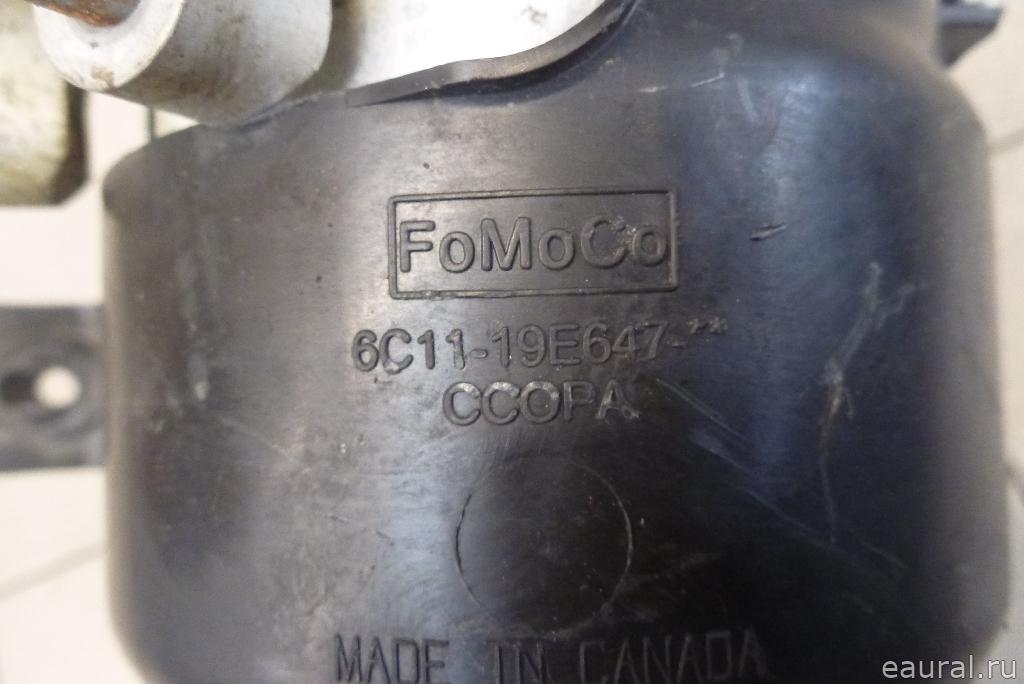 FoMoCo
6C11-19E647-**
CCOPA
MADE IN CANADA
eaural.ru